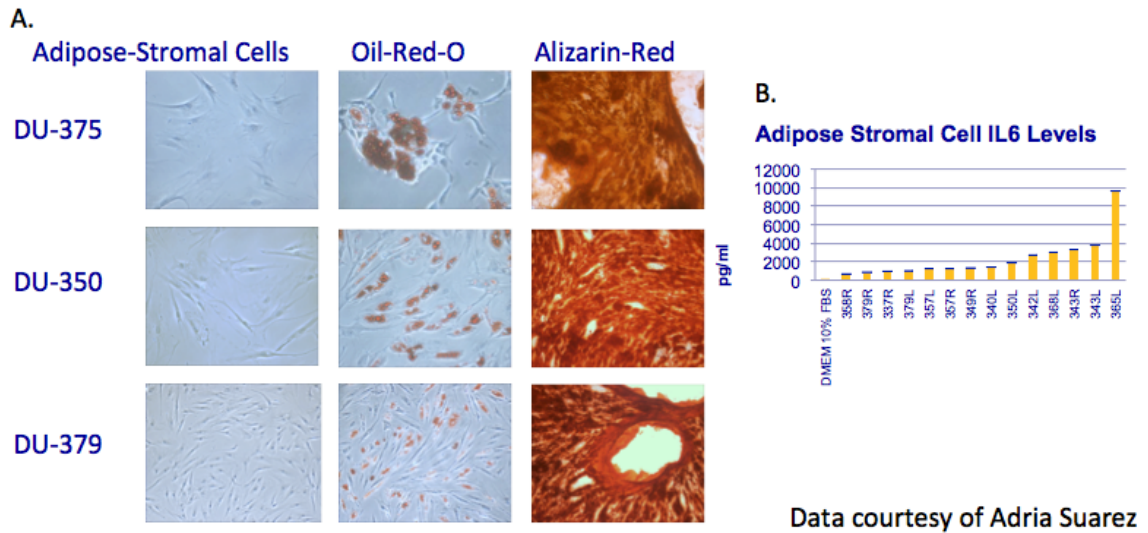 A.
Adipose-Stromal Cells Oil-Red-O Alizarin-Red
DU-375
DU-350
DU-379
B.
Adipose Stromal Cell IL6 Levels
pg/ml
12000
10000
8000
6000
4000
2000
0
DMEM 10% FBS
358R
379R
337R
379L
357L
357R
349R
340L
350L
342L
368L
343R
343L
365L
Data courtesy of Adria Suarez